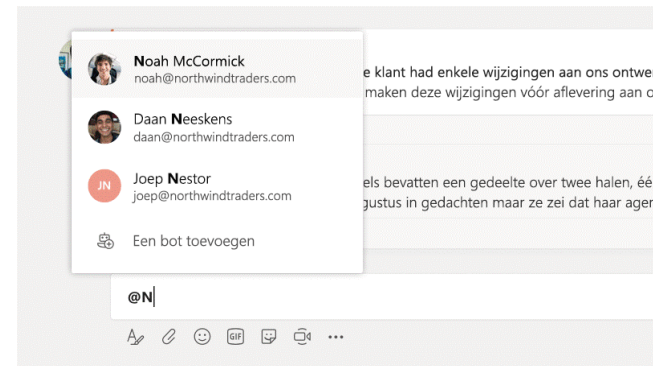 Noah McCormick
noah@northwindtraders.com
e klant had enkele wijzigingen aan ons ontwe
maken deze wijzigingen vóór aflevering aan
Daan Neeskens
daan@northwindtraders.com
JN
Joep Nestor
joep@northwindtraders.com
els bevatten een gedeelte over twee halen, éé
gustus in gedachten maar ze zei dat haar agen
Een bot toevoegen
@N
GIF